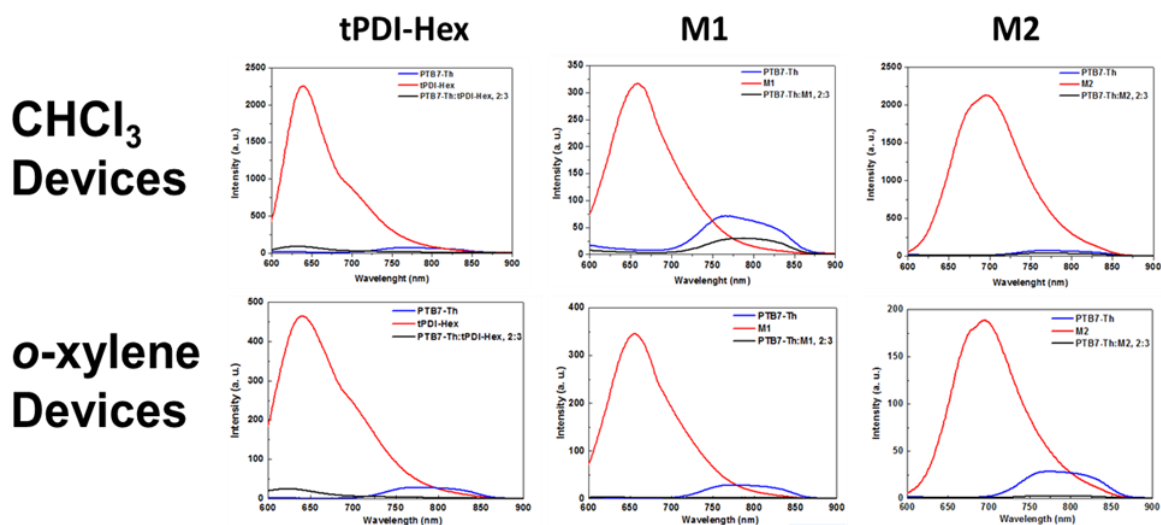 tPDI-Hex
M1
M2
CHCl₃
Devices
2500
2000
1500
1000
500
0
600 650 700 750 800 850 900
Intensity (a. u.)
Wavelenght (nm)
PTB7-Th
tPDI-Hex
PTB7-Th:tPDI-Hex, 2:3
350
300
250
200
150
100
50
0
600 650 700 750 800 850 900
Intensity (a. u.)
Wavelenght (nm)
PTB7-Th
M1
PTB7-Th:M1, 2:3
2500
2000
1500
1000
500
0
600 650 700 750 800 850 900
Intensity (a. u.)
Wavelenght (nm)
PTB7-Th
M2
PTB7-Th:M2, 2:3
o-xylene
Devices
500
400
300
200
100
0
600 650 700 750 800 850 900
Intensity (a. u.)
Wavelength (nm)
PTB7-Th
tPDI-Hex
PTB7-Th:tPDI-Hex, 2:3
400
300
200
100
0
600 650 700 750 800 850 900
Intensity (a. u.)
Wavelength (nm)
PTB7-Th
M1
PTB7-Th:M1, 2:3
200
150
100
50
0
600 650 700 750 800 850 900
Intensity (a. u.)
Wavelength (nm)
PTB7-Th
M2
PTB7-Th:M2, 2:3